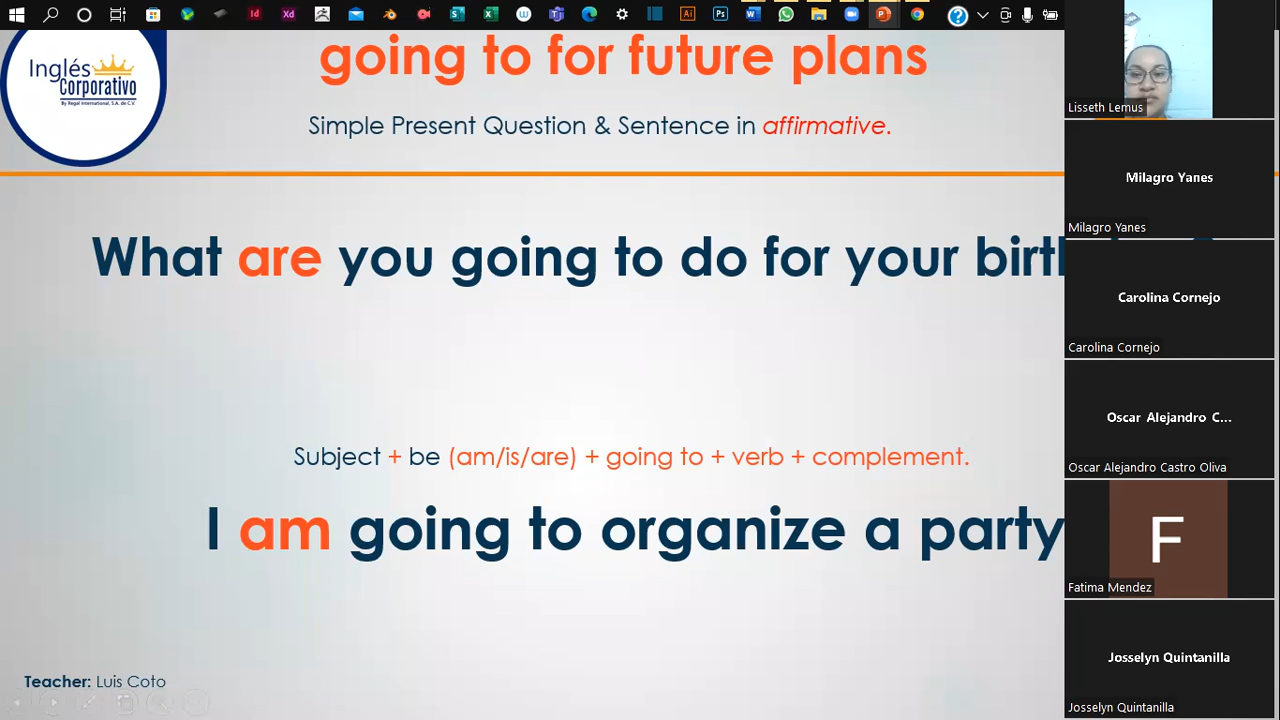 going to for future plans
Inglés
Corporativo
By Regal International, S.A. de C.V.
Simple Present Question & Sentence in affirmative.
What are you going to do for your birth
Subject + be (am/is/are) + going to + verb + complement.
I am going to organize a party
Teacher: Luis Coto
Lisseth Lemus
Milagro Yanes
Milagro Yanes
Carolina Cornejo
Carolina Cornejo
Oscar Alejandro C...
Oscar Alejandro Castro Oliva
F
Fatima Mendez
Josselyn Quintanilla
Josselyn Quintanilla